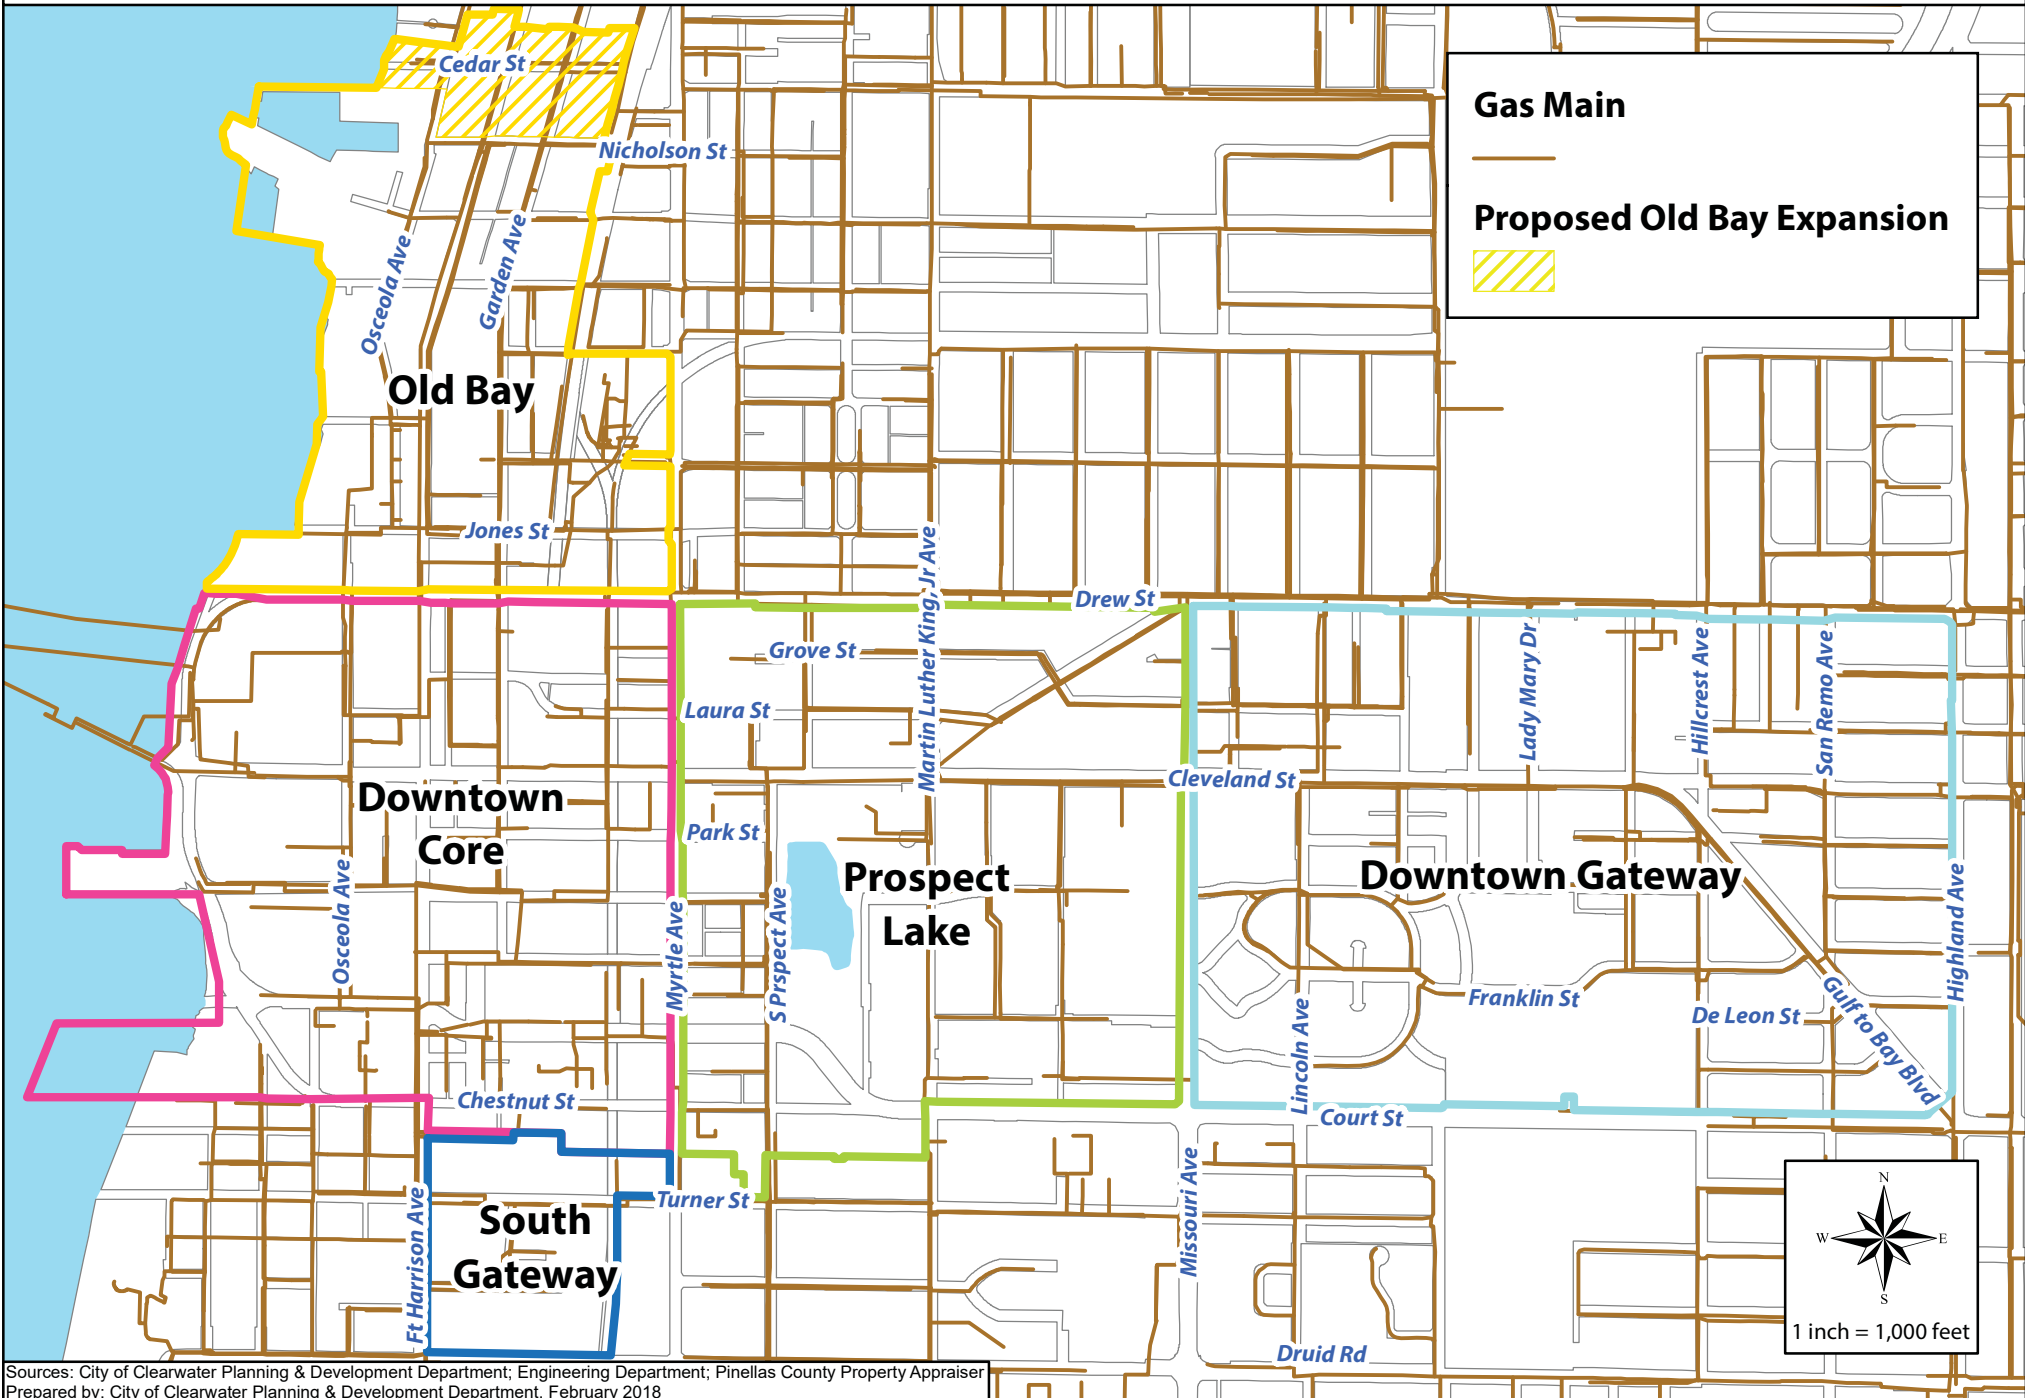 Cedar St
Gas Main
Nicholson St
Proposed Old Bay Expansion
Osceola Ave
Garden Ave
Old Bay
Jones St
Martin Luther King, Jr Ave
Drew St
Grove St
Lady Mary Dr
Hillcrest Ave
San Remo Ave
Laura St
Cleveland St
Downtown
Core
Park St
Prospect
Lake
Downtown Gateway
Osceola Ave
Myrtle Ave
S Prspect Ave
Highland Ave
Franklin St
De Leon St
Lincoln Ave
Gulf to Bay Blvd
Chestnut St
Court St
Missouri Ave
Turner St
Ft Harrison Ave
South
Gateway
N
W E
S
1 inch = 1,000 feet
Druid Rd
Sources: City of Clearwater Planning & Development Department; Engineering Department; Pinellas County Property Appraiser
Prepared by: City of Clearwater Planning & Development Department, February 2018